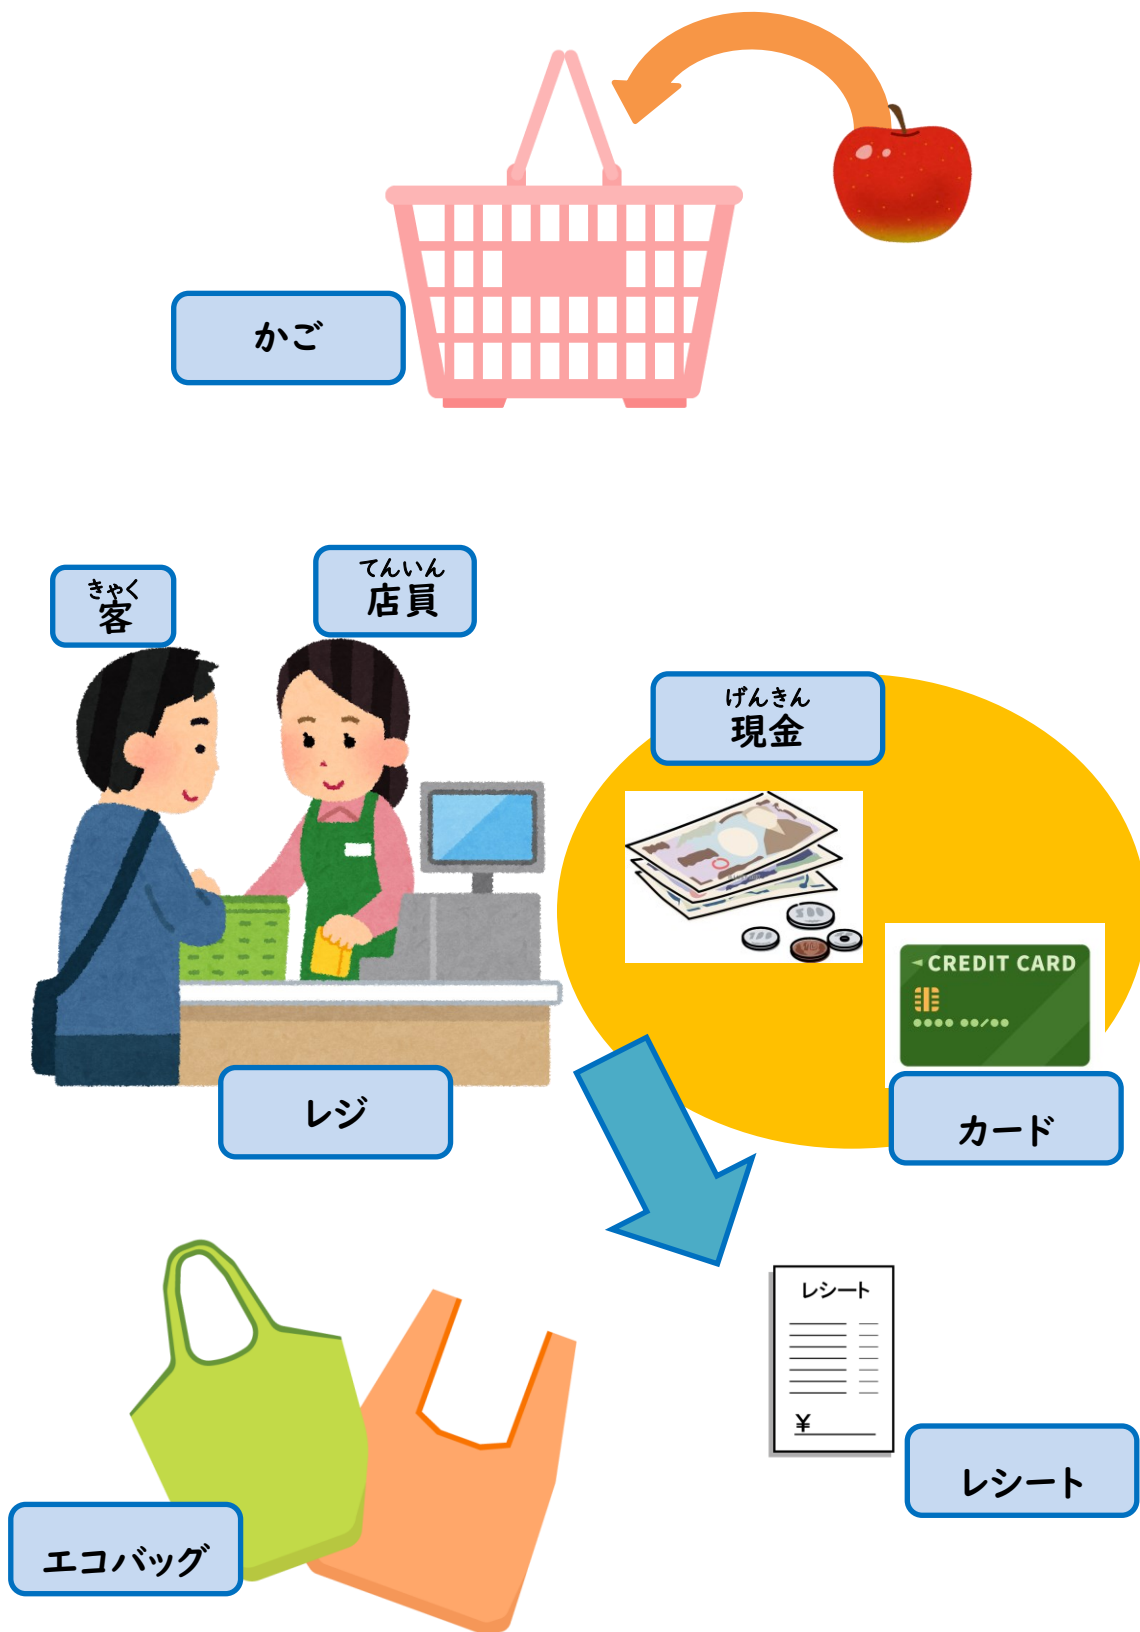 かご
きゃく
客
てんいん
店員
げんきん
現金
CREDIT CARD
カード
レジ
レシート
¥
レシート
エコバッグ